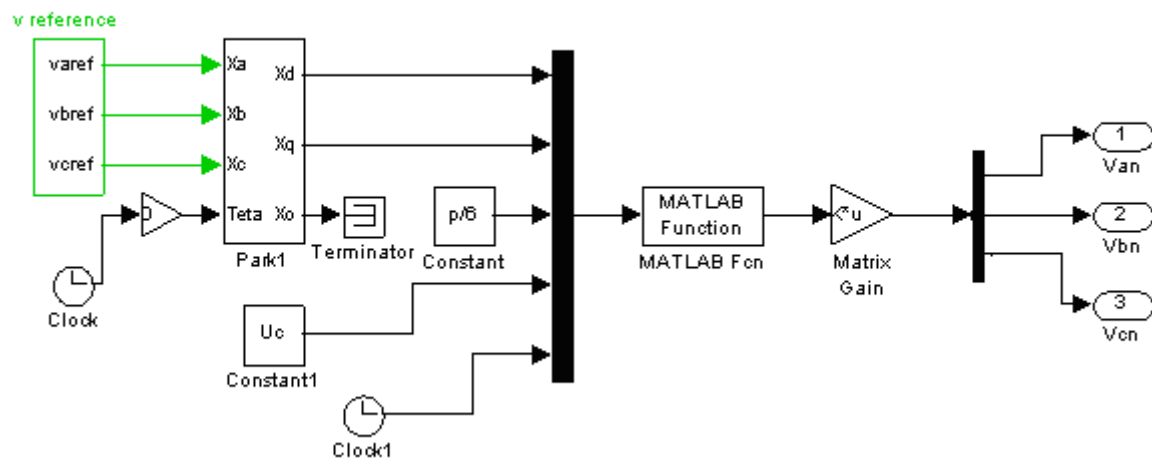 v reference
varef
vbref
vcref
Xa
Xb
Xc
Teta
Xd
Xq
Xo
Park1
Terminator
p/6
Constant
Clock
Uc
Constant1
Clock1
MATLAB
Function
MATLAB Fcn
u
Matrix
Gain
1
Van
2
Vbn
3
Vcn